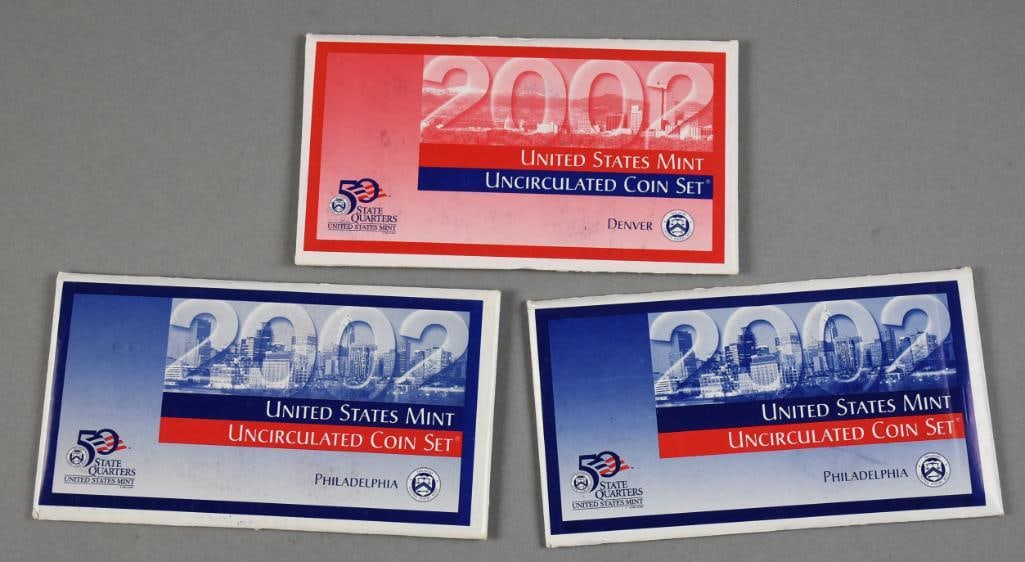 2002
UNITED STATES MINT
UNCIRCULATED COIN SET®
50
STATE
QUARTERS
UNITED STATES MINT
DENVER
2002
UNITED STATES MINT
UNCIRCULATED COIN SET®
50
STATE
QUARTERS
UNITED STATES MINT
PHILADELPHIA
2002
UNITED STATES MINT
UNCIRCULATED COIN SET®
50
STATE
QUARTERS
UNITED STATES MINT
PHILADELPHIA